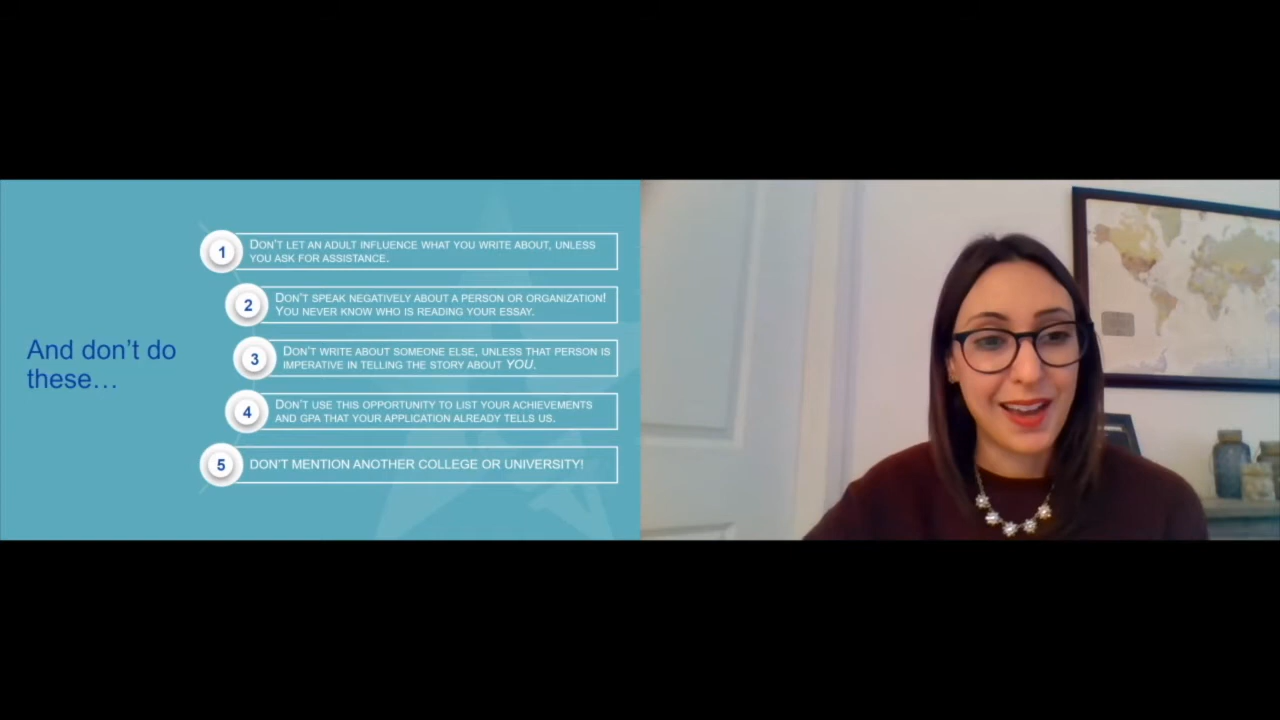 And don't do
these…
1
DON'T LET AN ADULT INFLUENCE WHAT YOU WRITE ABOUT, UNLESS
YOU ASK FOR ASSISTANCE.
2
DON'T SPEAK NEGATIVELY ABOUT A PERSON OR ORGANIZATION!
YOU NEVER KNOW WHO IS READING YOUR ESSAY.
3
DON'T WRITE ABOUT SOMEONE ELSE, UNLESS THAT PERSON IS
IMPERATIVE IN TELLING THE STORY ABOUT YOU.
4
DON'T USE THIS OPPORTUNITY TO LIST YOUR ACHIEVEMENTS
AND GPA THAT YOUR APPLICATION ALREADY TELLS US.
5
DON'T MENTION ANOTHER COLLEGE OR UNIVERSITY!